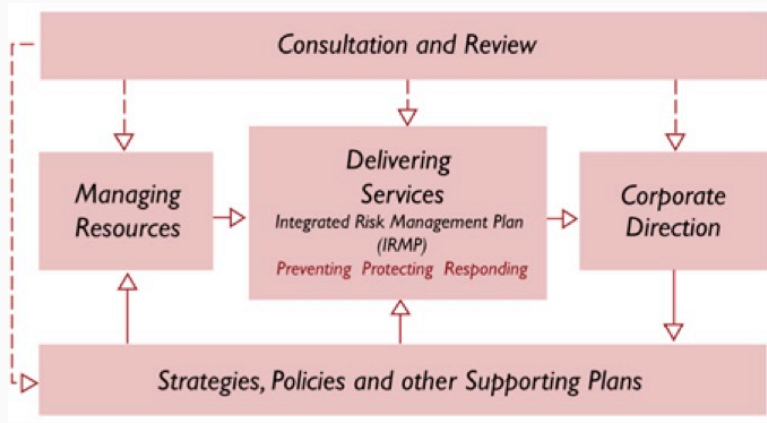 Consultation and Review
Managing
Resources
Delivering
Services
Integrated Risk Management Plan
(IRMP)
Preventing Protecting Responding
Corporate
Direction
Strategies, Policies and other Supporting Plans